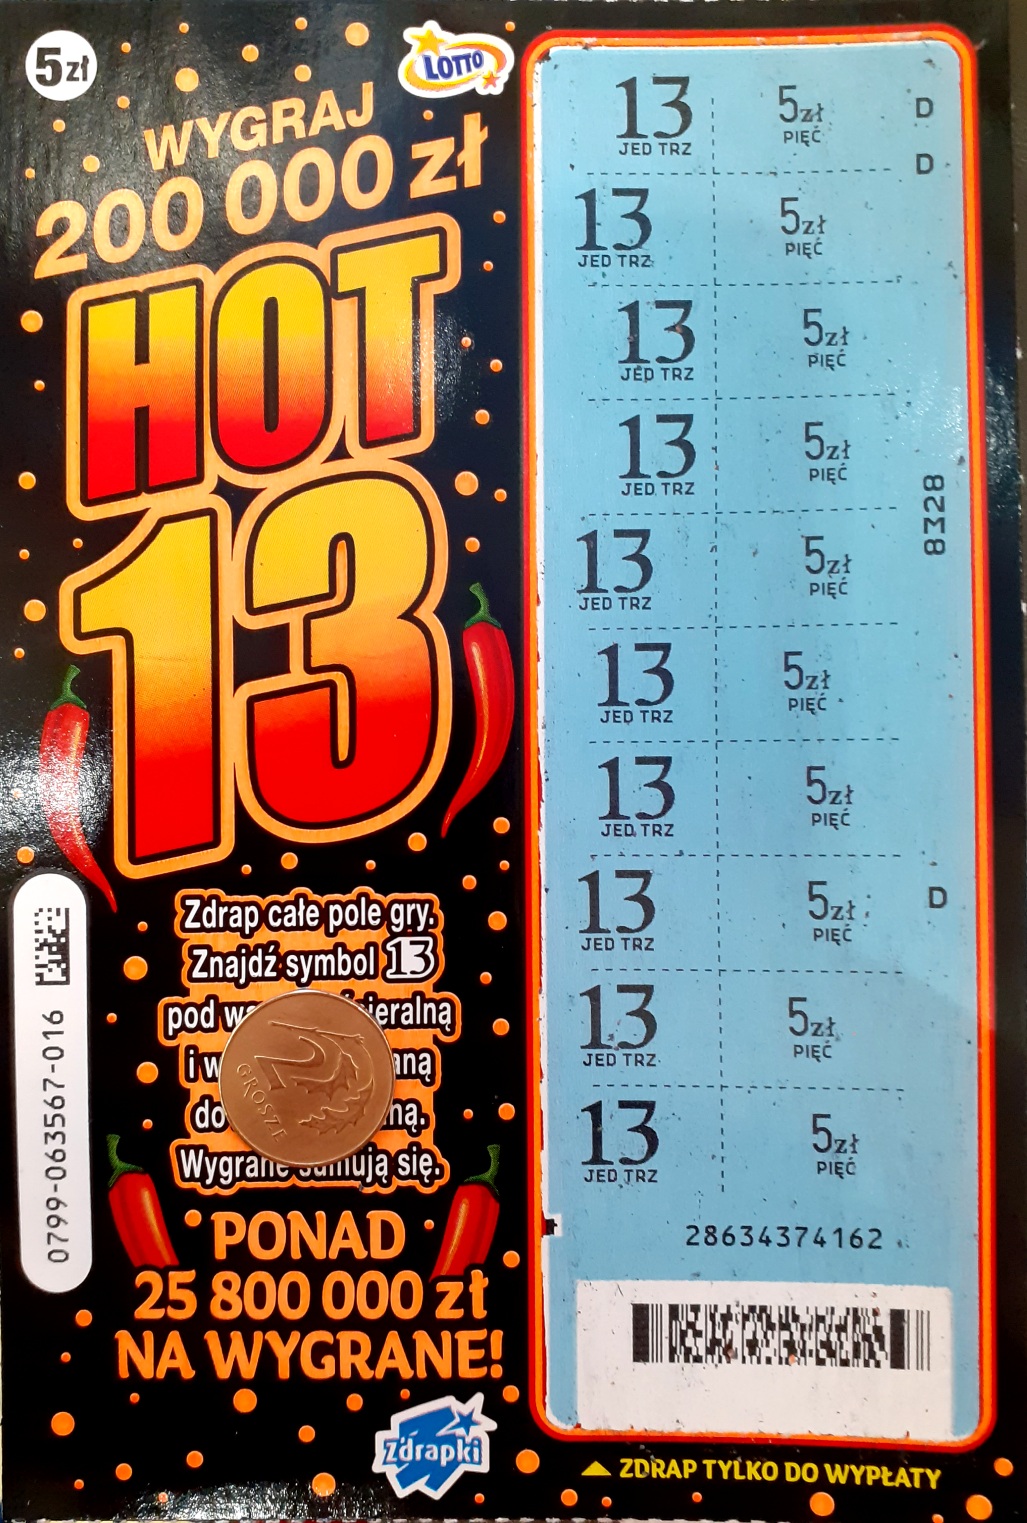 5zł
LOTTO
WYGRAJ
200 000 zł
HOT
13
Zdrap całe pole gry.
Znajdź symbol 13
pod
i
do
Wygrane sumują się.
PONAD
25 800 000 zł
NA WYGRANE!
Zdrapki
0799-063567-016
13 5zł D
JED TRZ PIĘĆ
D
13 5zł
JED TRZ PIĘĆ
13 5zł
JED TRZ PIĘĆ
13 5zł
JED TRZ PIĘĆ
8328
13 5zł
JED TRZ PIĘĆ
13 5zł
JED TRZ PIĘĆ
13 5zł
JED TRZ PIĘĆ
13 5zł D
JED TRZ PIĘĆ
13 5zł
JED TRZ PIĘĆ
13 5zł
JED TRZ PIĘĆ
28634374162
ZDRAP TYLKO DO WYPŁATY
GROSZE